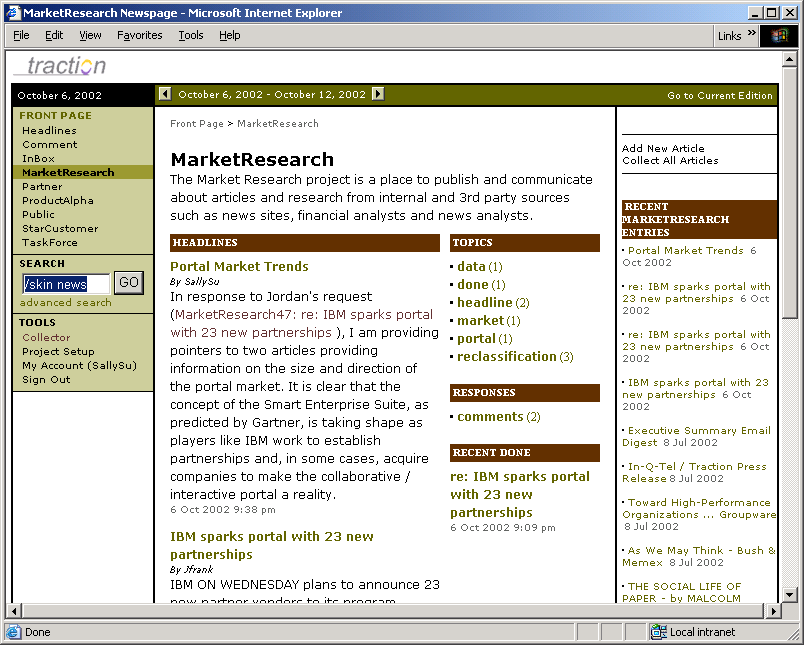 MarketResearch Newspage - Microsoft Internet Explorer
File Edit View Favorites Tools Help Links »
traction
October 6, 2002
October 6, 2002 - October 12, 2002
Go to Current Edition
FRONT PAGE
Headlines
Comment
InBox
MarketResearch
Partner
ProductAlpha
Public
StarCustomer
TaskForce
SEARCH
/skin news GO
advanced search
TOOLS
Collector
Project Setup
My Account (SallySu)
Sign Out
Front Page > MarketResearch
MarketResearch
The Market Research project is a place to publish and communicate
about articles and research from internal and 3rd party sources
such as news sites, financial analysts and news analysts.
HEADLINES
Portal Market Trends
By SallySu
In response to Jordan's request
(MarketResearch47: re: IBM sparks portal
with 23 new partnerships ), I am providing
pointers to two articles providing
information on the size and direction of
the portal market. It is clear that the
concept of the Smart Enterprise Suite, as
predicted by Gartner, is taking shape as
players like IBM work to establish
partnerships and, in some cases, acquire
companies to make the collaborative /
interactive portal a reality.
6 Oct 2002 9:38 pm
IBM sparks portal with 23 new
partnerships
By Jfrank
IBM ON WEDNESDAY plans to announce 23
new partner vendors to its program
TOPICS
• data (1)
• done (1)
• headline (2)
• market (1)
• portal (1)
• reclassification (3)
RESPONSES
• comments (2)
RECENT DONE
re: IBM sparks portal
with 23 new
partnerships
6 Oct 2002 9:09 pm
Add New Article
Collect All Articles
RECENT
MARKETRESEARCH
ENTRIES
• Portal Market Trends 6
Oct 2002
• re: IBM sparks portal with
23 new partnerships 6 Oct
2002
• re: IBM sparks portal with
23 new partnerships 6 Oct
2002
• IBM sparks portal with 23
new partnerships 6 Oct
2002
• Executive Summary Email
Digest 8 Jul 2002
• In-Q-Tel / Traction Press
Release 8 Jul 2002
• Toward High-Performance
Organizations ... Groupware
8 Jul 2002
• As We May Think - Bush &
Memex 8 Jul 2002
• THE SOCIAL LIFE OF
PAPER - by MALCOLM
Done
Local intranet